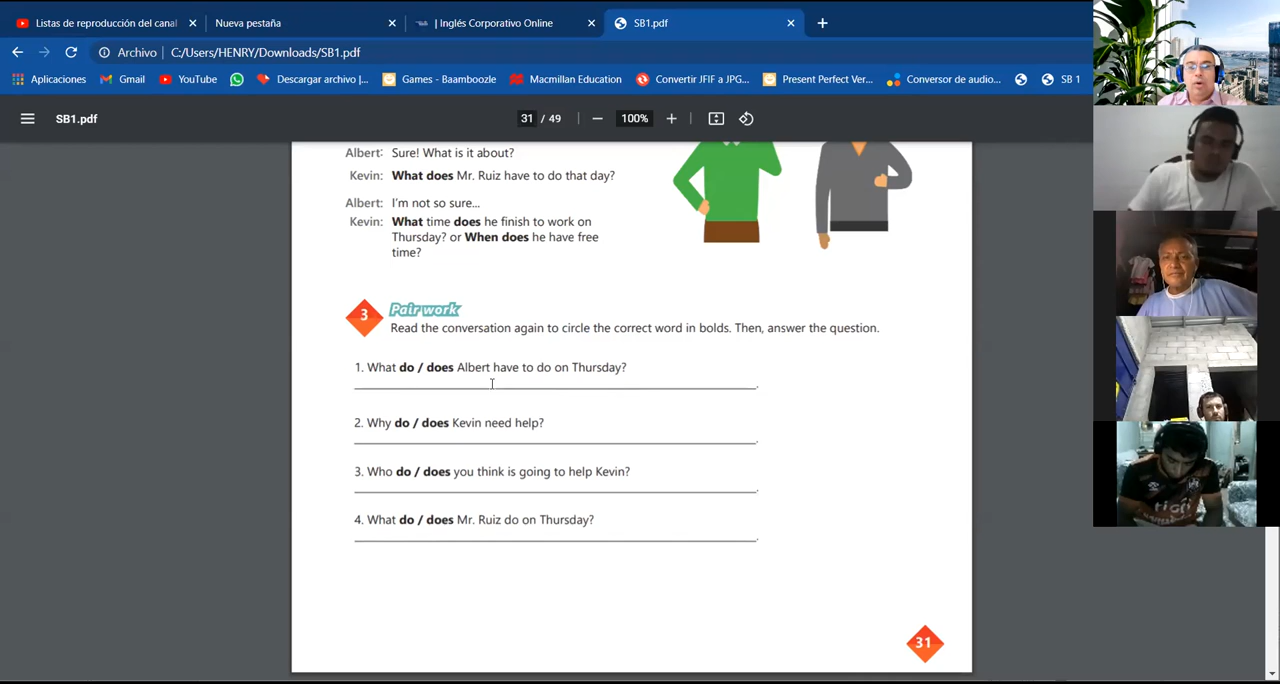 Listas de reproducción del canal
Nueva pestaña
| Inglés Corporativo Online
SB1.pdf
Archivo | C:/Users/HENRY/Downloads/SB1.pdf
Aplicaciones
Gmail
YouTube
Descargar archivo |...
Games - Baamboozle
Macmillan Education
Convertir JFIF a JPG...
Present Perfect Ver...
Conversor de audio...
SB 1
SB1.pdf
31 / 49
100%
Albert: Sure! What is it about?
Kevin: What does Mr. Ruiz have to do that day?
Albert: I'm not so sure...
Kevin: What time does he finish to work on
Thursday? or When does he have free
time?
3
Pair work
Read the conversation again to circle the correct word in bolds. Then, answer the question.
1. What do / does Albert have to do on Thursday?
2. Why do / does Kevin need help?
3. Who do / does you think is going to help Kevin?
4. What do / does Mr. Ruiz do on Thursday?
31